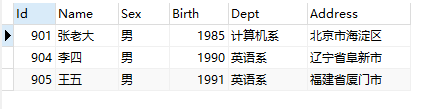 Id Name Sex Birth Dept Address
901 张老大 男 1985 计算机系 北京市海淀区
904 李四 男 1990 英语系 辽宁省阜新市
905 王五 男 1991 英语系 福建省厦门市